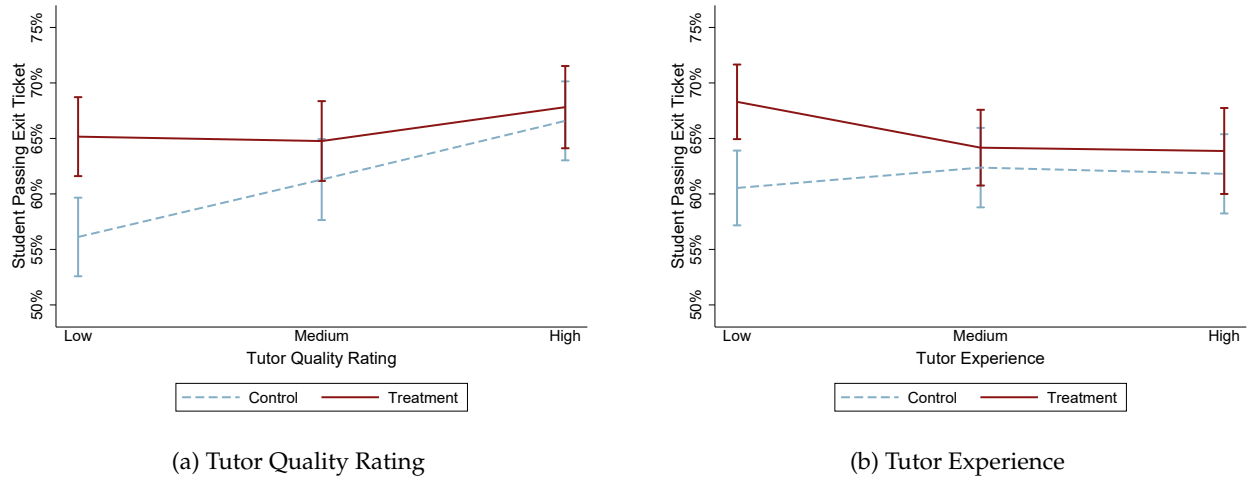 Student Passing Exit Ticket
75%
70%
65%
60%
55%
50%
Low Medium High
Tutor Quality Rating
Control Treatment
(a) Tutor Quality Rating
Student Passing Exit Ticket
75%
70%
65%
60%
55%
50%
Low Medium High
Tutor Experience
Control Treatment
(b) Tutor Experience